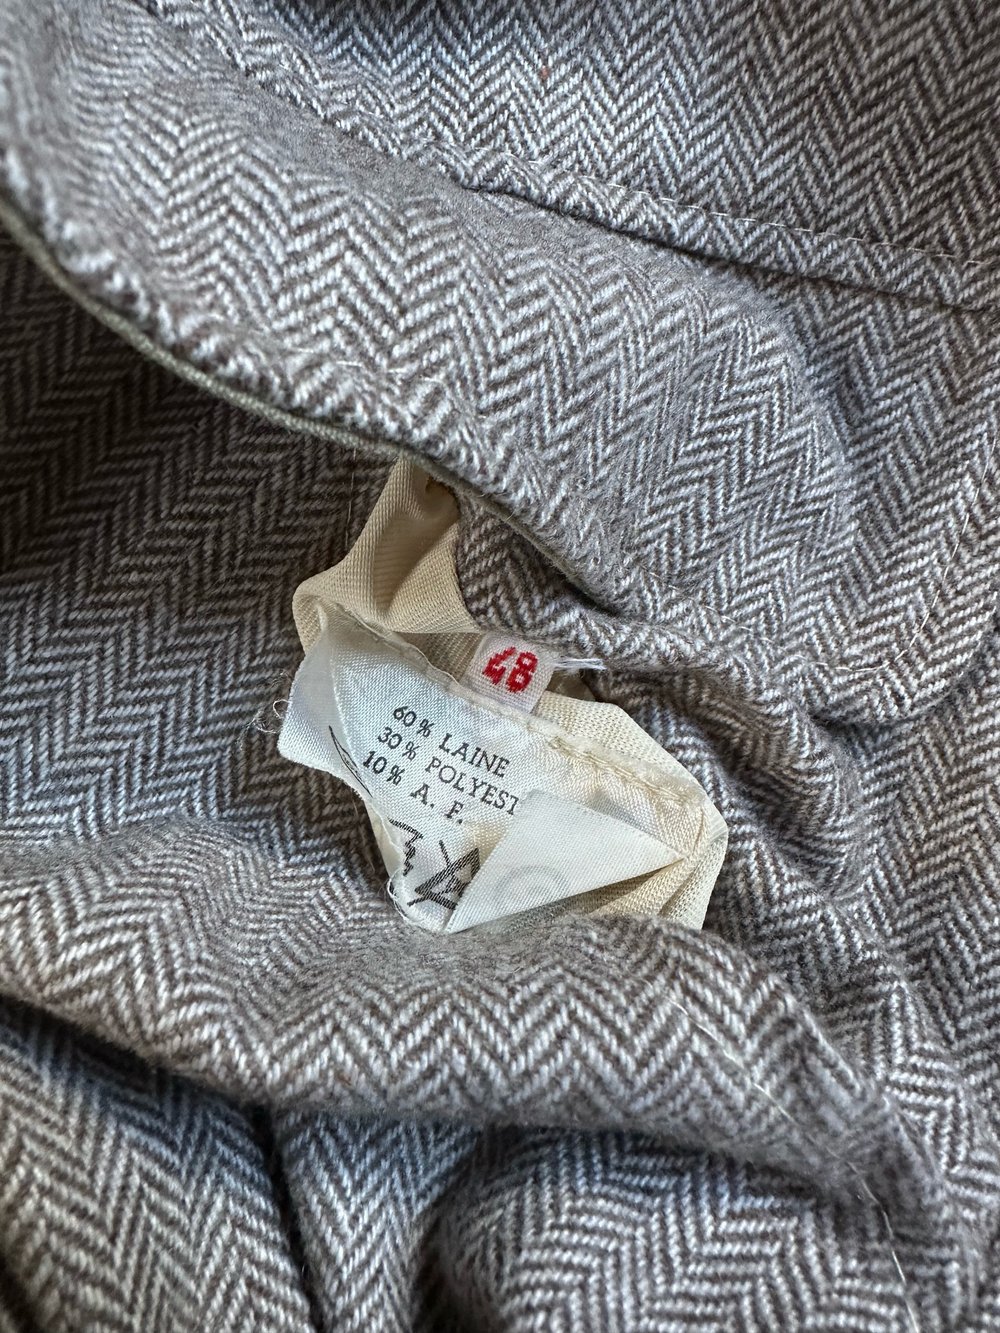 48
60% LAINE
30% POLYEST
10% A. F.